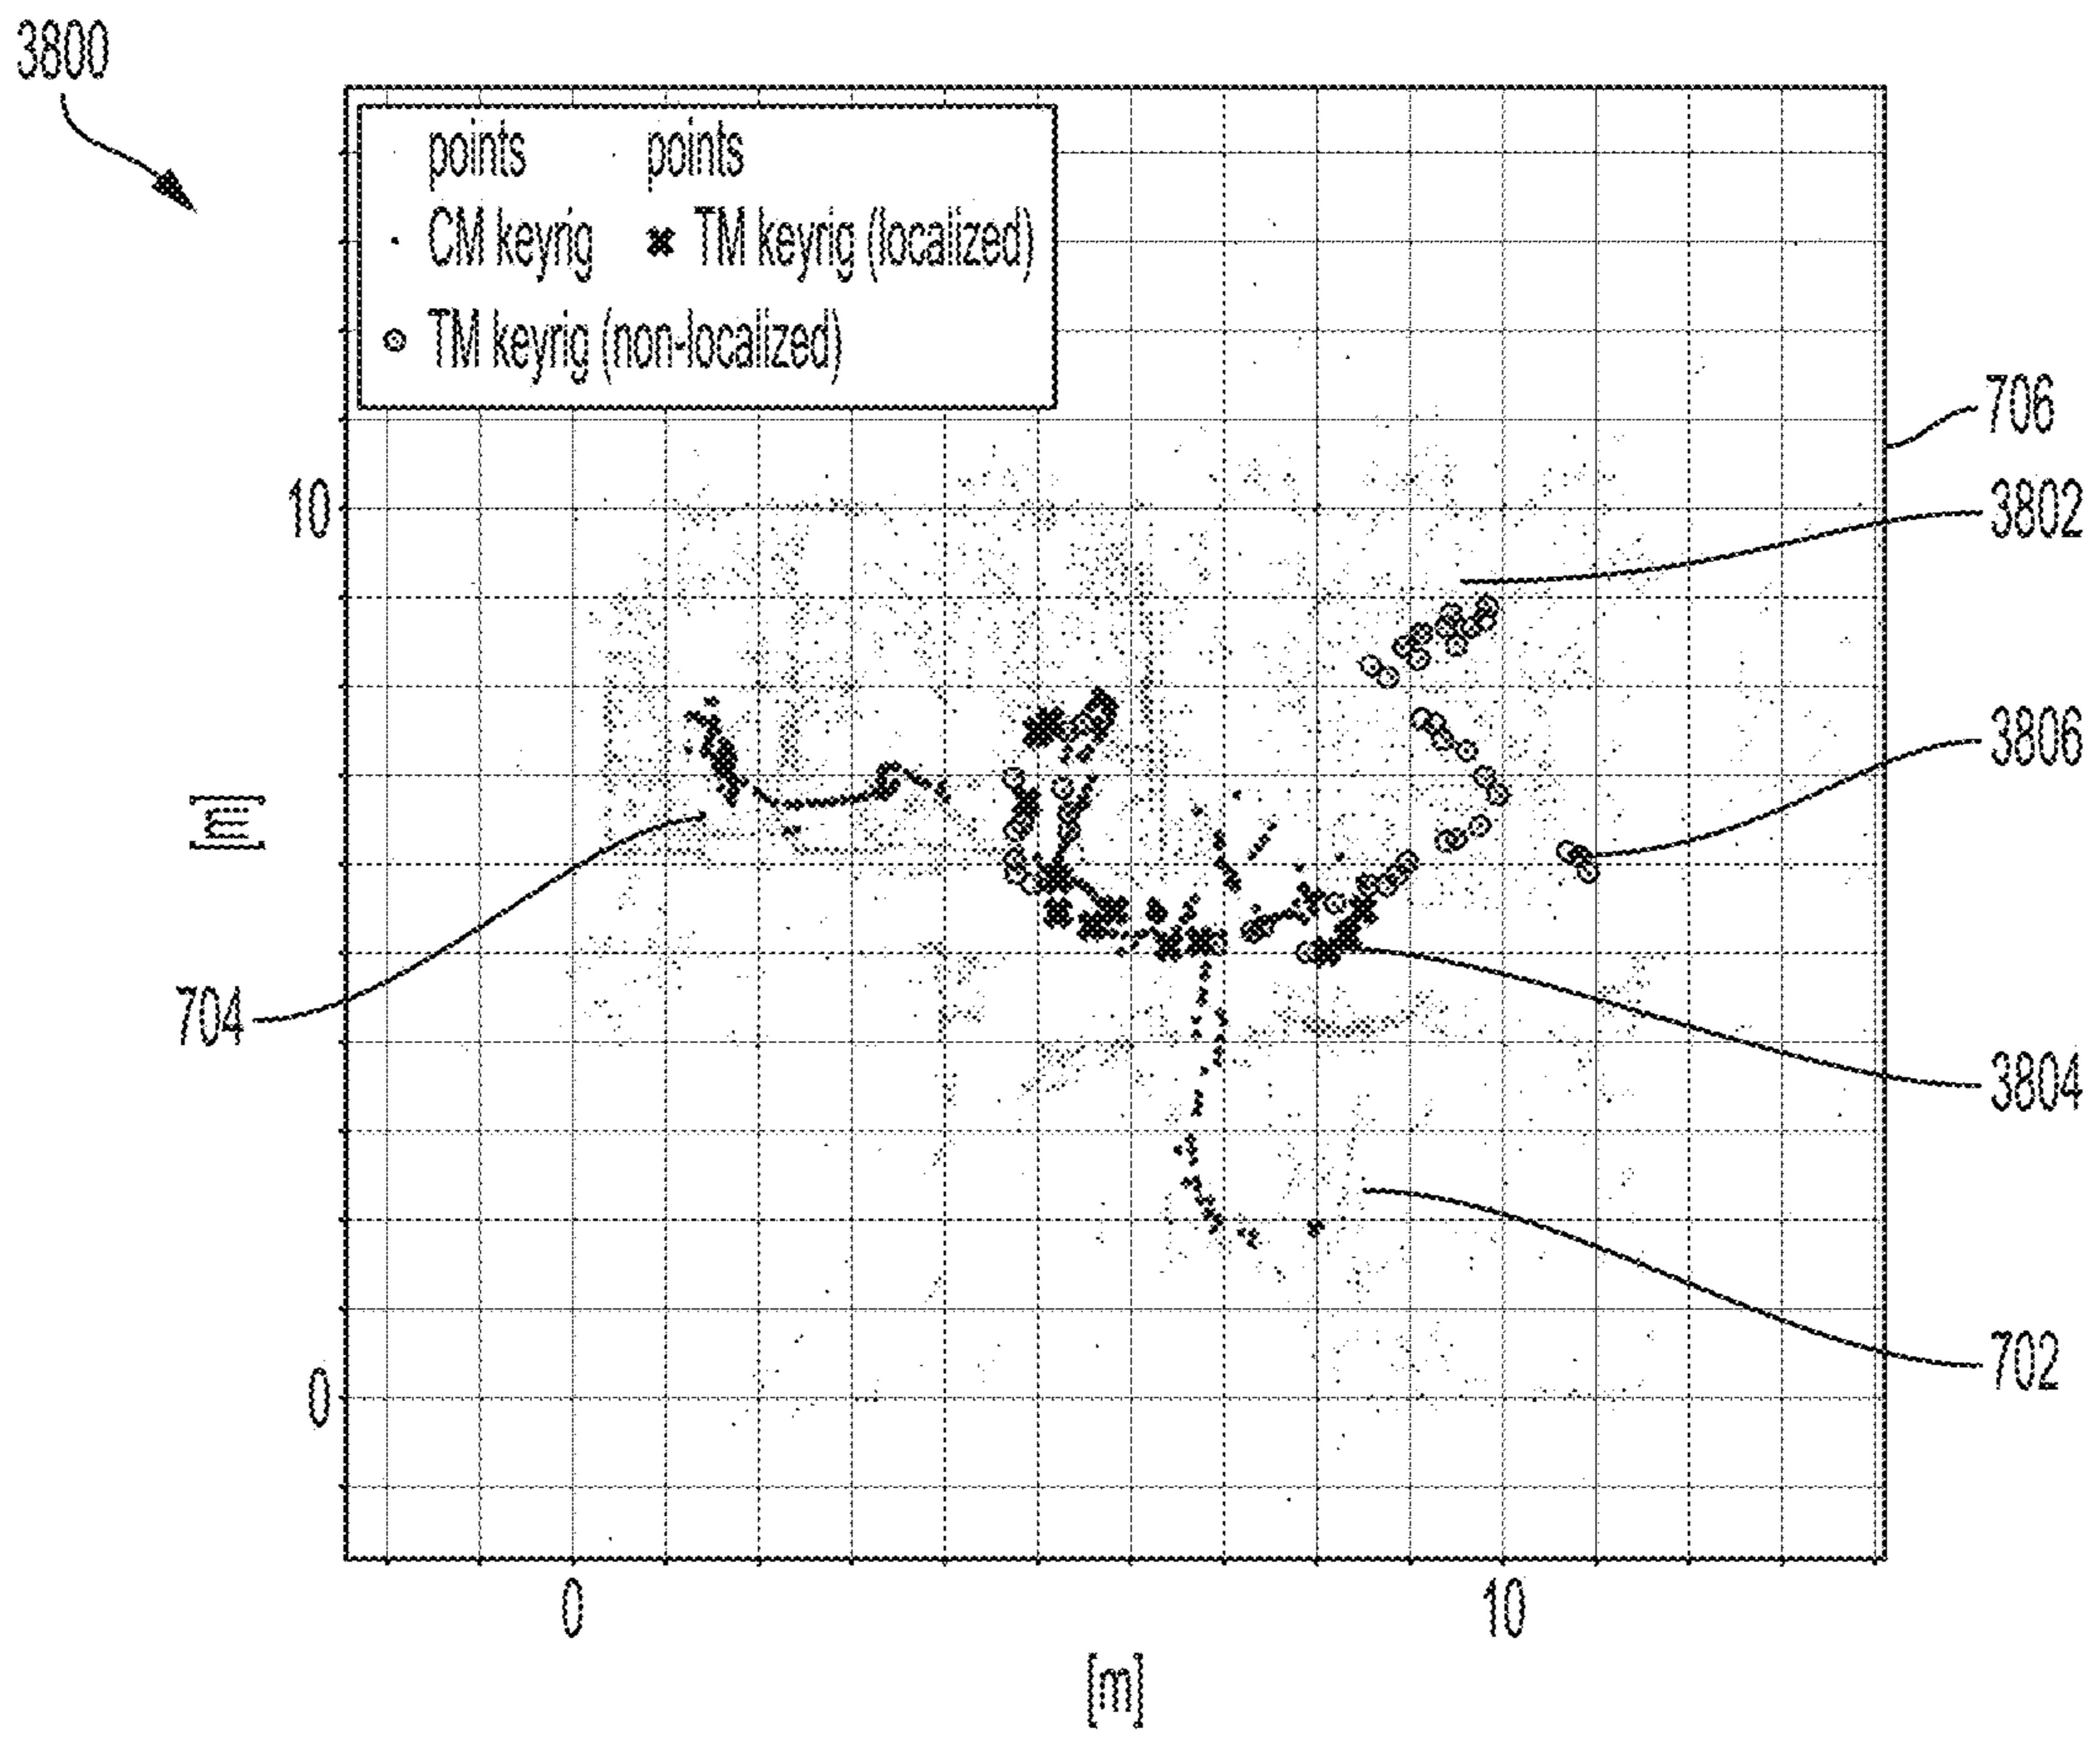 3800
points points
CM keyrig TM keyrig (localized)
TM keyrig (non-localized)
706
10
3802
3806
[m]
704
3804
702
0
0 10
[m]